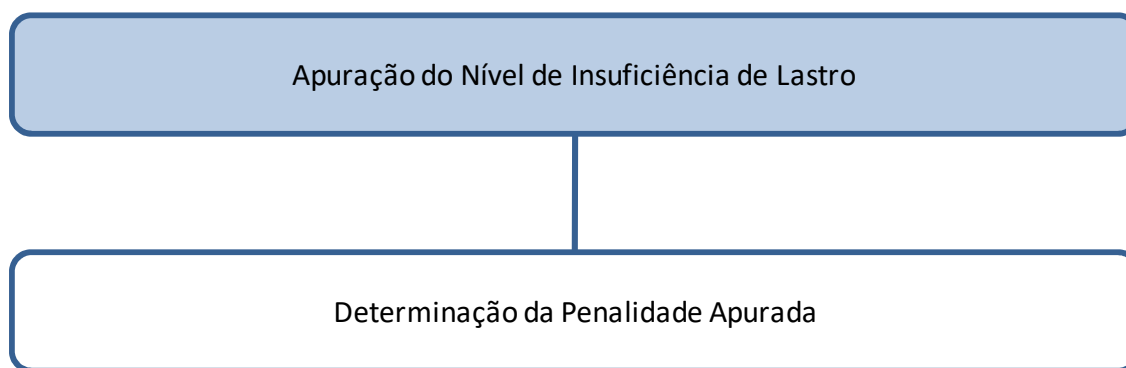 Apuração do Nível de Insuficiência de Lastro
Determinação da Penalidade Apurada